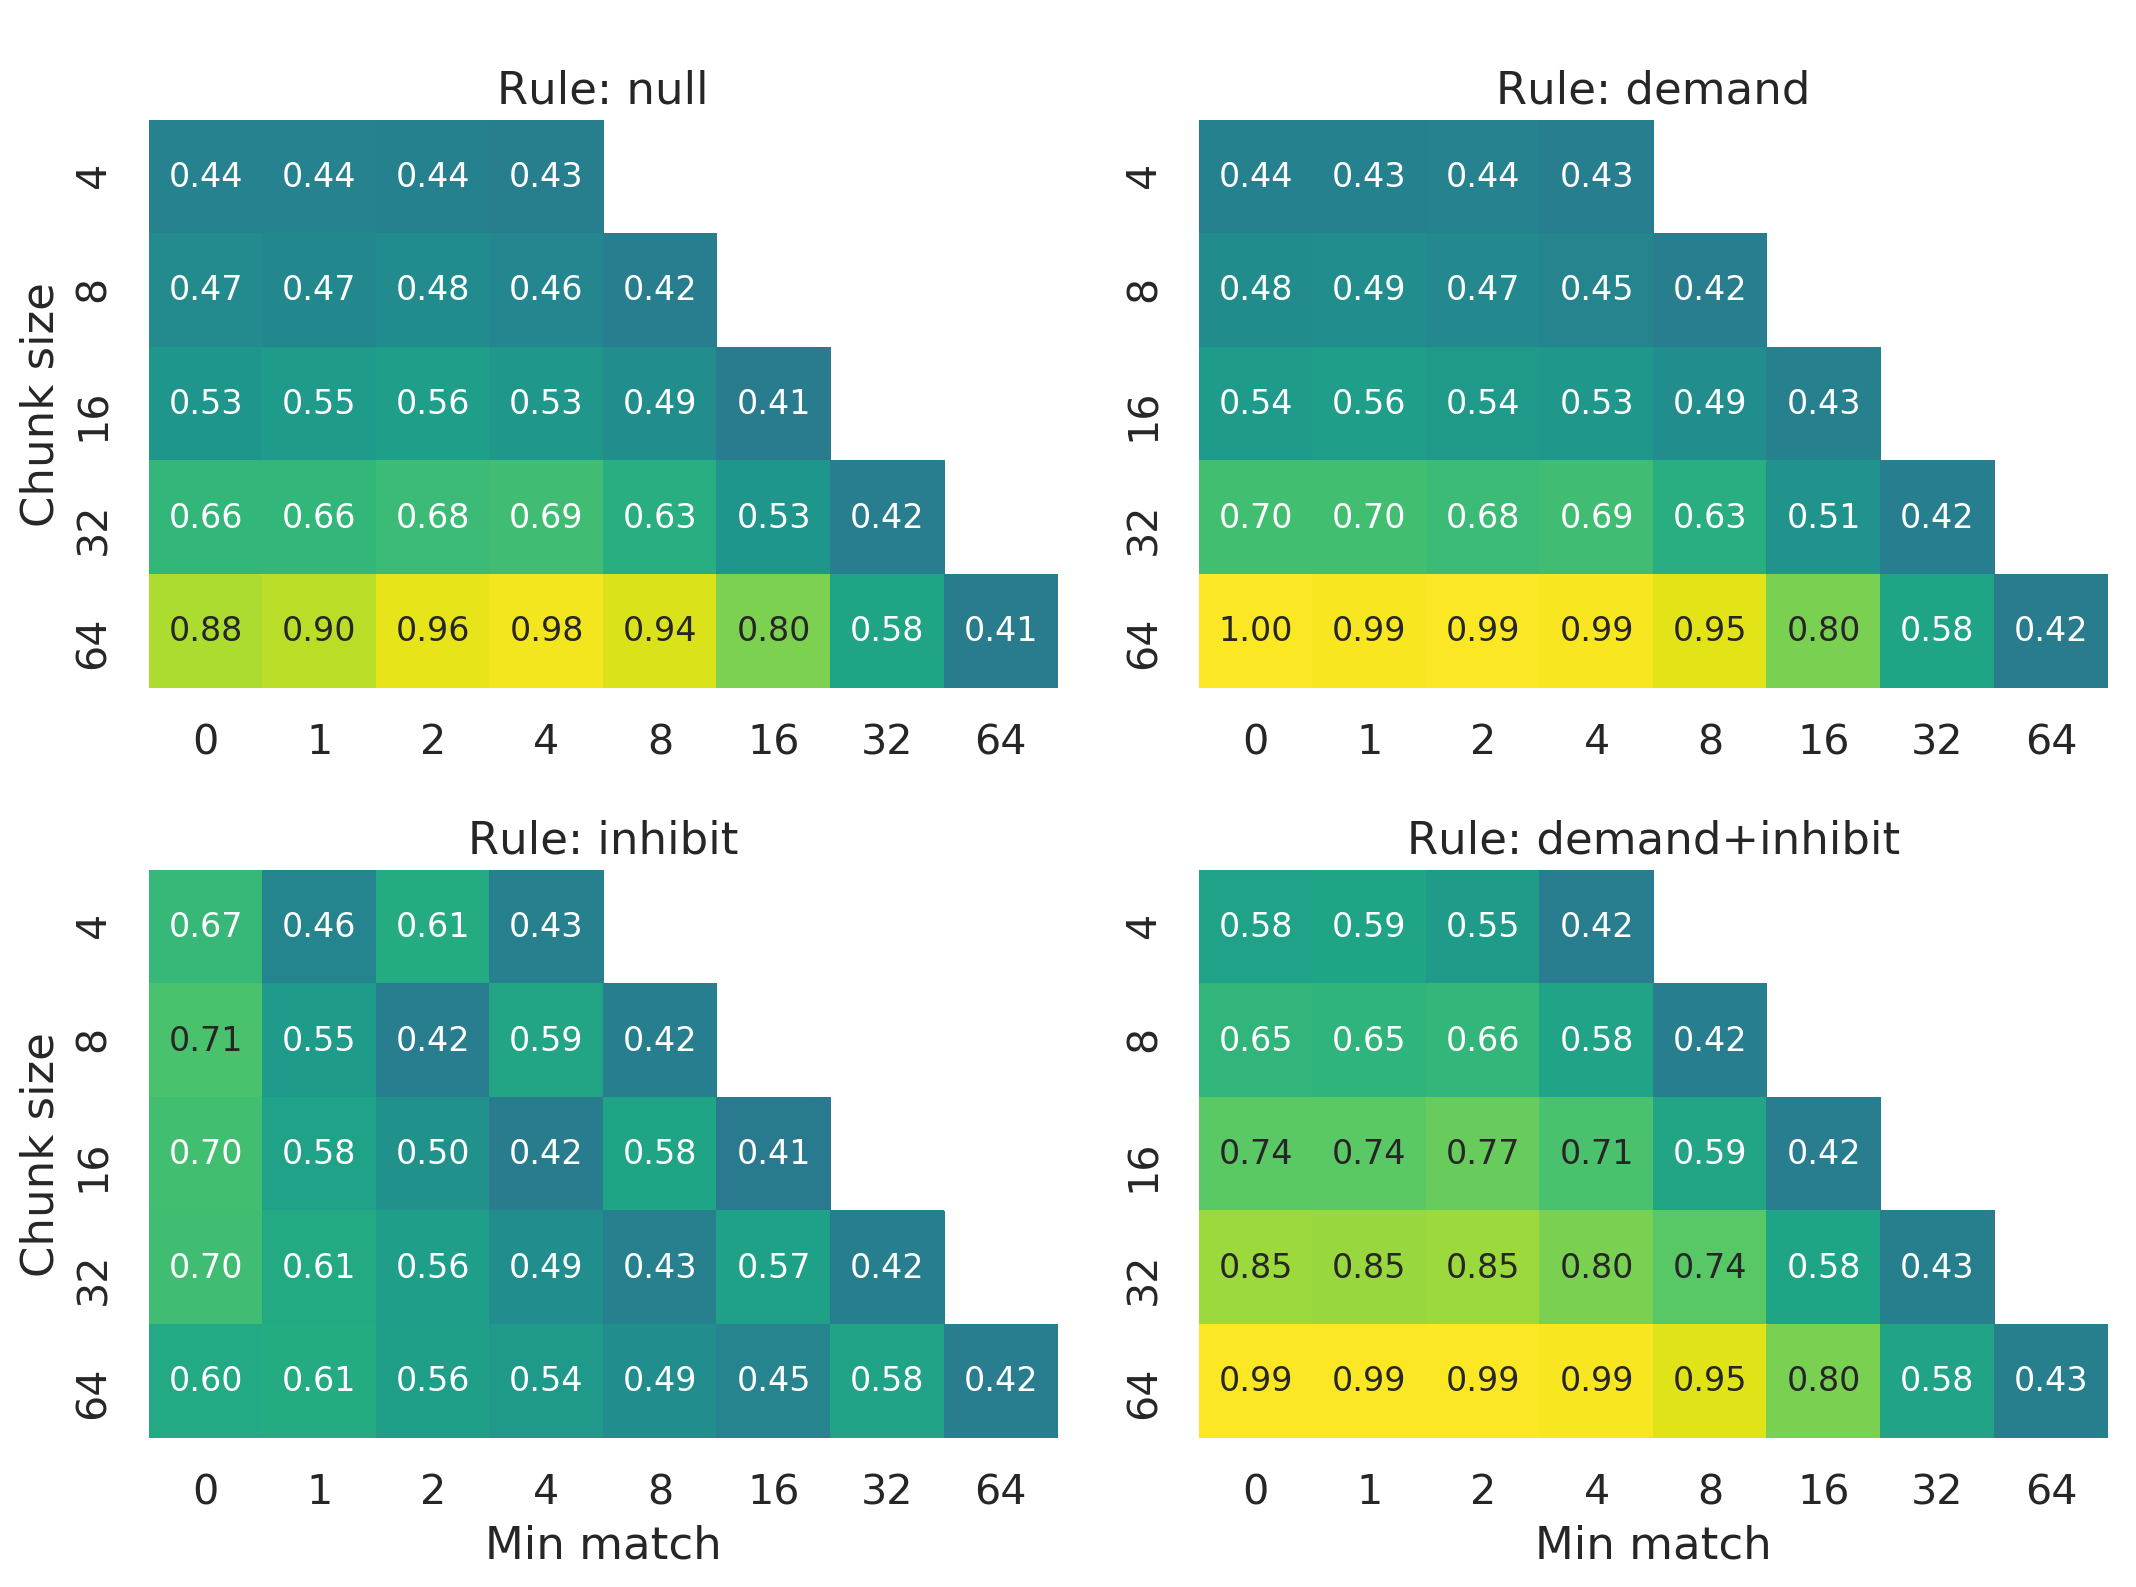 Rule: null
4 0.44 0.44 0.44 0.43
8 0.47 0.47 0.48 0.46 0.42
16 0.53 0.55 0.56 0.53 0.49 0.41
32 0.66 0.66 0.68 0.69 0.63 0.53 0.42
64 0.88 0.90 0.96 0.98 0.94 0.80 0.58 0.41
Chunk size
0 1 2 4 8 16 32 64
Rule: demand
4 0.44 0.43 0.44 0.43
8 0.48 0.49 0.47 0.45 0.42
16 0.54 0.56 0.54 0.53 0.49 0.43
32 0.70 0.70 0.68 0.69 0.63 0.51 0.42
64 1.00 0.99 0.99 0.99 0.95 0.80 0.58 0.42
0 1 2 4 8 16 32 64
Rule: inhibit
4 0.67 0.46 0.61 0.43
8 0.71 0.55 0.42 0.59 0.42
16 0.70 0.58 0.50 0.42 0.58 0.41
32 0.70 0.61 0.56 0.49 0.43 0.57 0.42
64 0.60 0.61 0.56 0.54 0.49 0.45 0.58 0.42
Chunk size
0 1 2 4 8 16 32 64
Min match
Rule: demand+inhibit
4 0.58 0.59 0.55 0.42
8 0.65 0.65 0.66 0.58 0.42
16 0.74 0.74 0.77 0.71 0.59 0.42
32 0.85 0.85 0.85 0.80 0.74 0.58 0.43
64 0.99 0.99 0.99 0.99 0.95 0.80 0.58 0.43
0 1 2 4 8 16 32 64
Min match